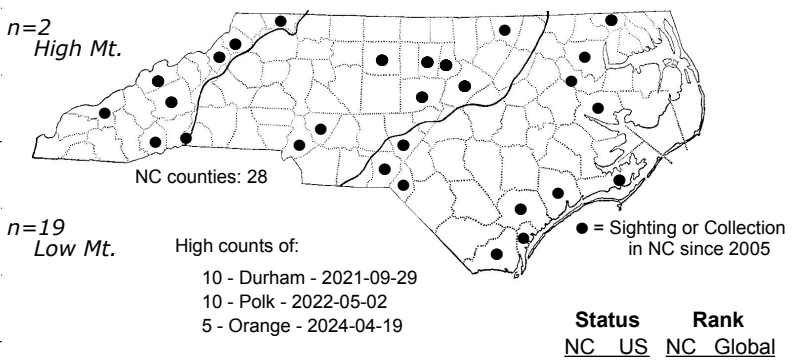 n=2
High Mt.
NC counties: 28
n=19
Low Mt.
High counts of:
10 - Durham - 2021-09-29
10 - Polk - 2022-05-02
5 - Orange - 2024-04-19
● = Sighting or Collection
in NC since 2005
Status Rank
NC US NC Global